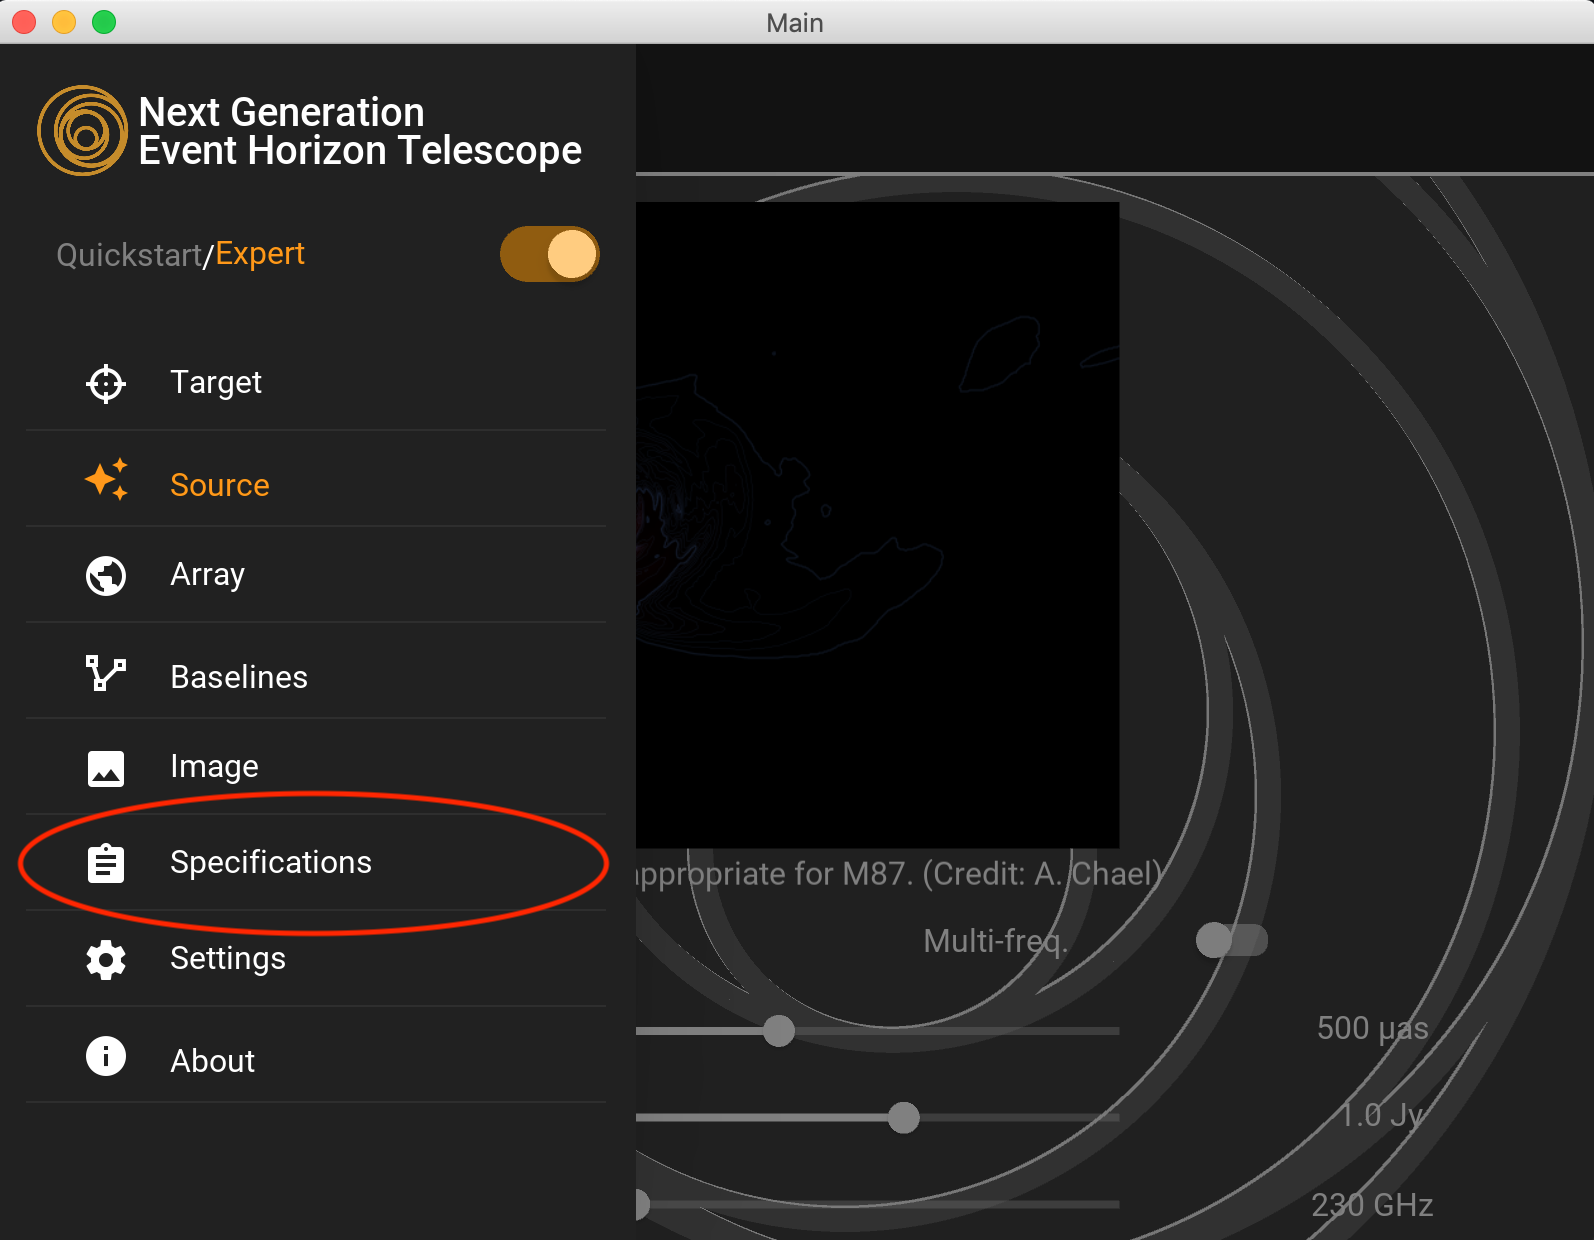 Main
Next Generation
Event Horizon Telescope
Quickstart/Expert
Target
Source
Array
Baselines
Image
Specifications
Settings
About
appropriate for M87. (Credit: A. Chael)
Multi-freq.
500 µas
1.0 Jy
230 GHz